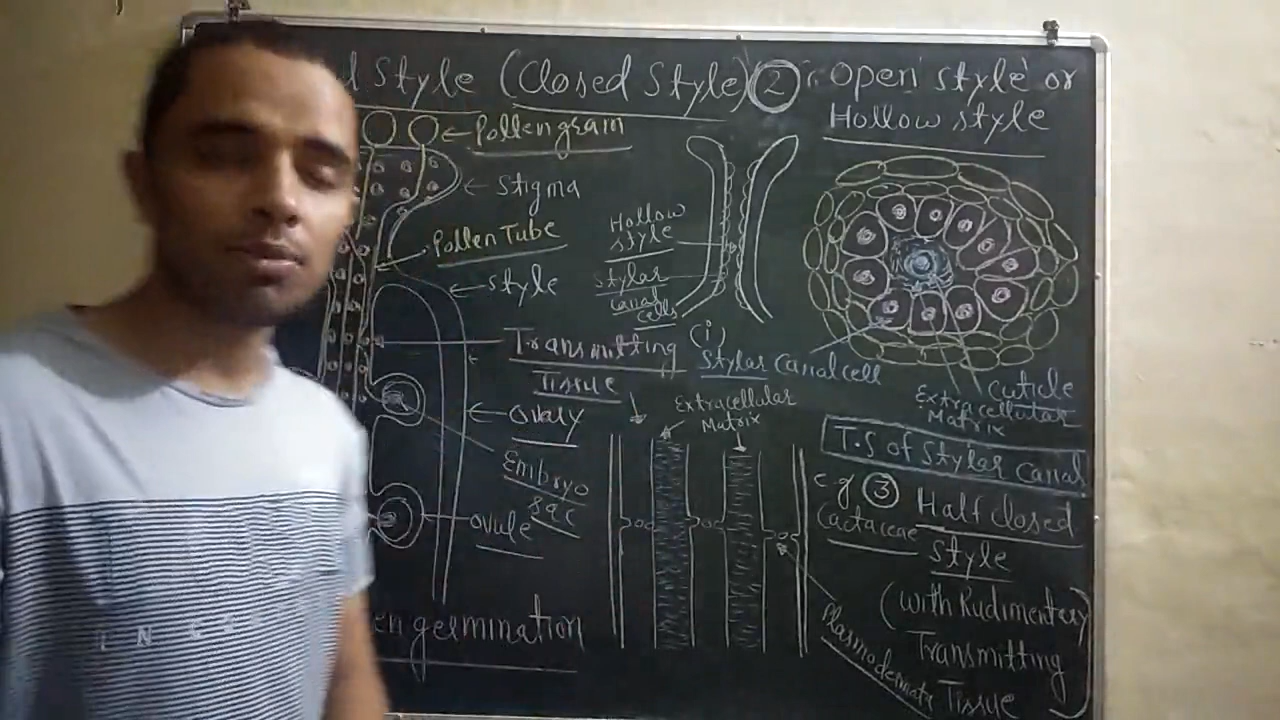 d Style (Closed Style)
2 Open style or
Hollow style
Pollengrain
Stigma
Pollen Tube
style
Transmitting
Tissue
Ovary
Embryo
sac
ovule
en germination
Hollow
style
Stylar
Canal
Cells
(i)
Stylar Canal cell
Extracellular
Matrix
Cuticle
Extracellular
Matrix
T.S of Stylar canal
e.g
Cactaceae
3 Half closed
style
(with Rudimentary
Transmitting
Tissue
Plasmodesmata